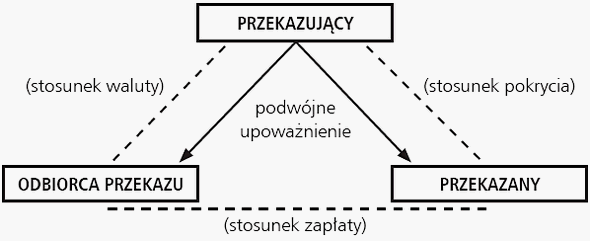 PRZEKAZUJĄCY
(stosunek waluty)
(stosunek pokrycia)
podwójne
upoważnienie
ODBIORCA PRZEKAZU
PRZEKAZANY
(stosunek zapłaty)